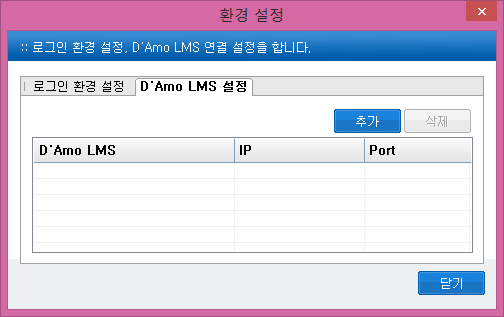 환경 설정
:: 로그인 환경 설정, D'Amo LMS 연결 설정을 합니다.
로그인 환경 설정 D'Amo LMS 설정
추가 삭제
D'Amo LMS IP Port
닫기